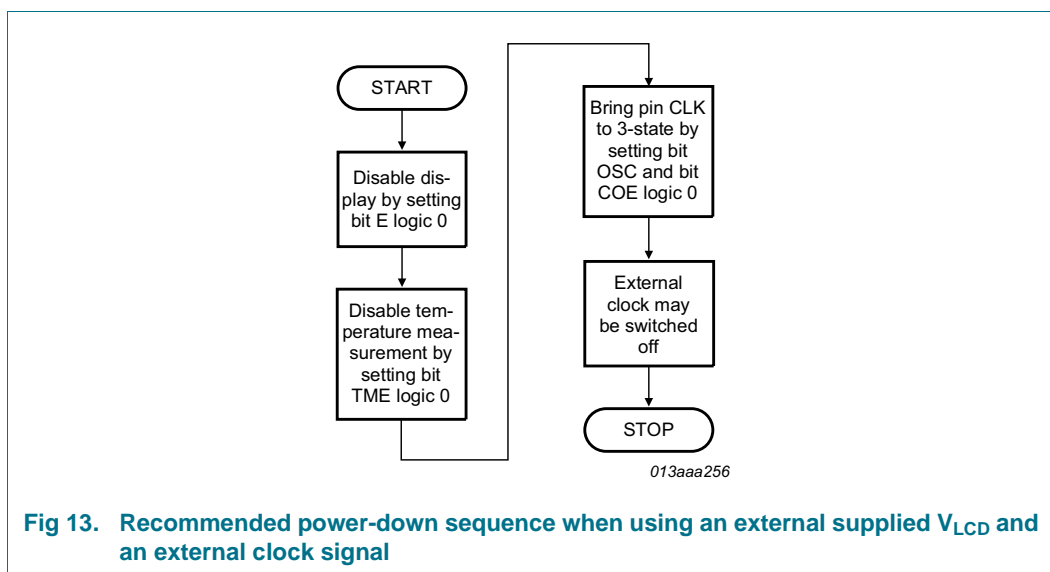 START
Disable dis-
play by setting
bit E logic 0
Disable tem-
perature mea-
surement by
setting bit
TME logic 0
Bring pin CLK
to 3-state by
setting bit
OSC and bit
COE logic 0
External
clock may
be switched
off
STOP
013aaa256
Fig 13. Recommended power-down sequence when using an external supplied VLCD and
an external clock signal